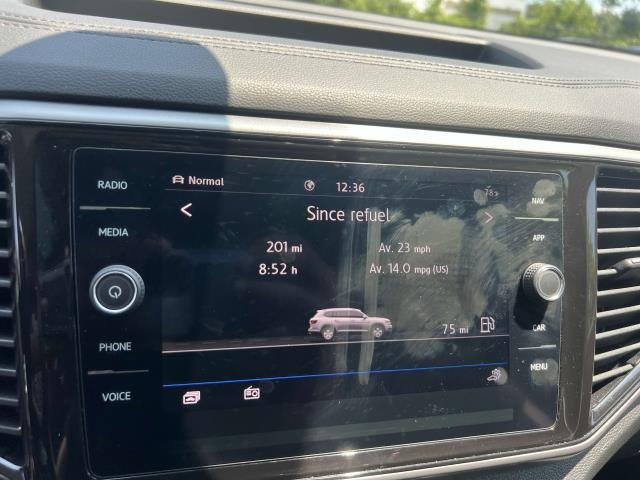 RADIO
MEDIA
PHONE
VOICE
Normal
12:36
78°
Since refuel
201 mi
Av. 23 mph
8:52 h
Av. 14.0 mpg (US)
75 mi
NAV
APP
CAR
MENU